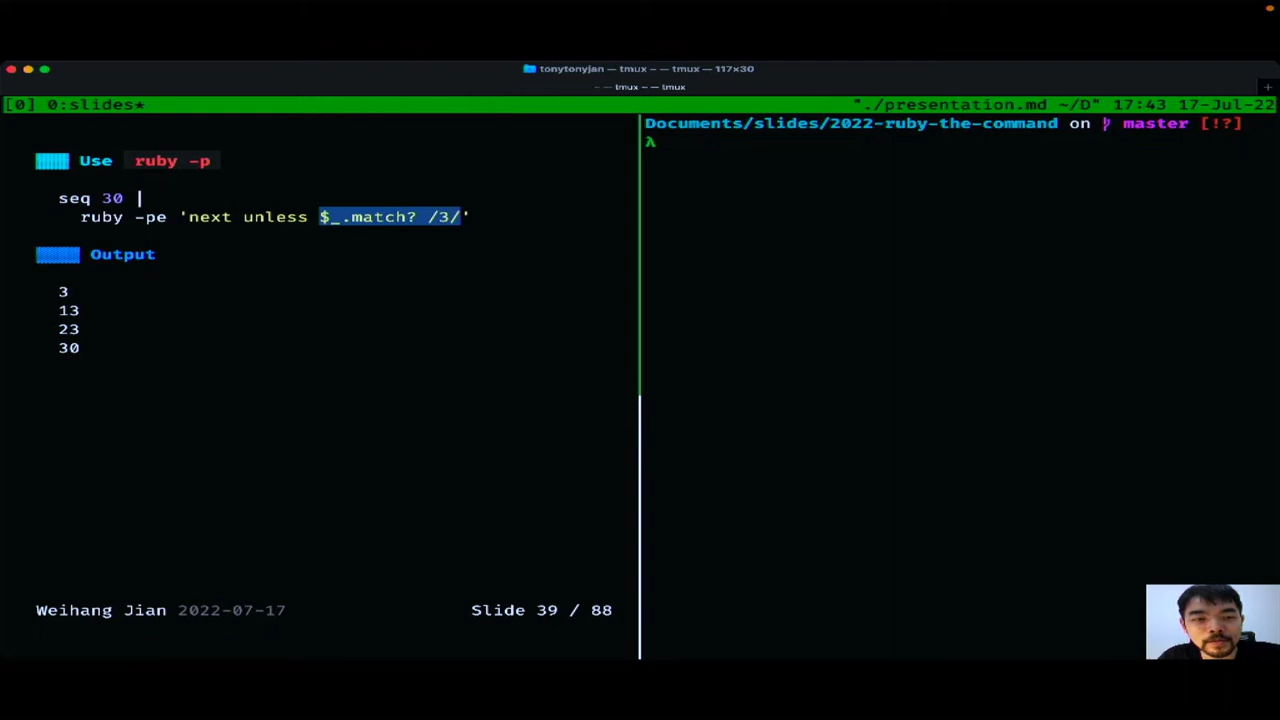 tonytonyjan — tmux - — tmux — 117×30
~ — tmux - — tmux
[0] 0:slides* "./presentation.md ~/D" 17:43 17-Jul-22
Documents/slides/2022-ruby-the-command on master [!?]
λ
Use ruby -p
seq 30 |
ruby -pe 'next unless $_.match? /3/'
Output
3
13
23
30
Weihang Jian 2022-07-17 Slide 39 / 88